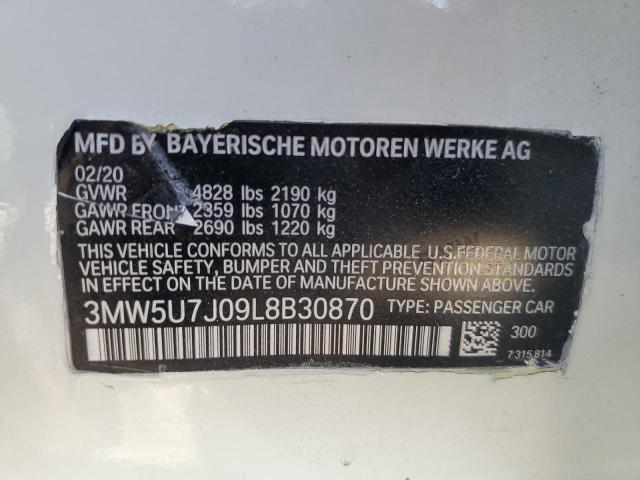 MFD BY BAYERISCHE MOTOREN WERKE AG
02/20
GVWR 4828 lbs 2190 kg
GAWR FRONT 2359 lbs 1070 kg
GAWR REAR 2690 lbs 1220 kg
THIS VEHICLE CONFORMS TO ALL APPLICABLE U.S.FEDERAL MOTOR
VEHICLE SAFETY, BUMPER AND THEFT PREVENTION STANDARDS
IN EFFECT ON THE DATE OF MANUFACTURE SHOWN ABOVE.
3MW5U7J09L8B30870 TYPE: PASSENGER CAR
300
7 315 814